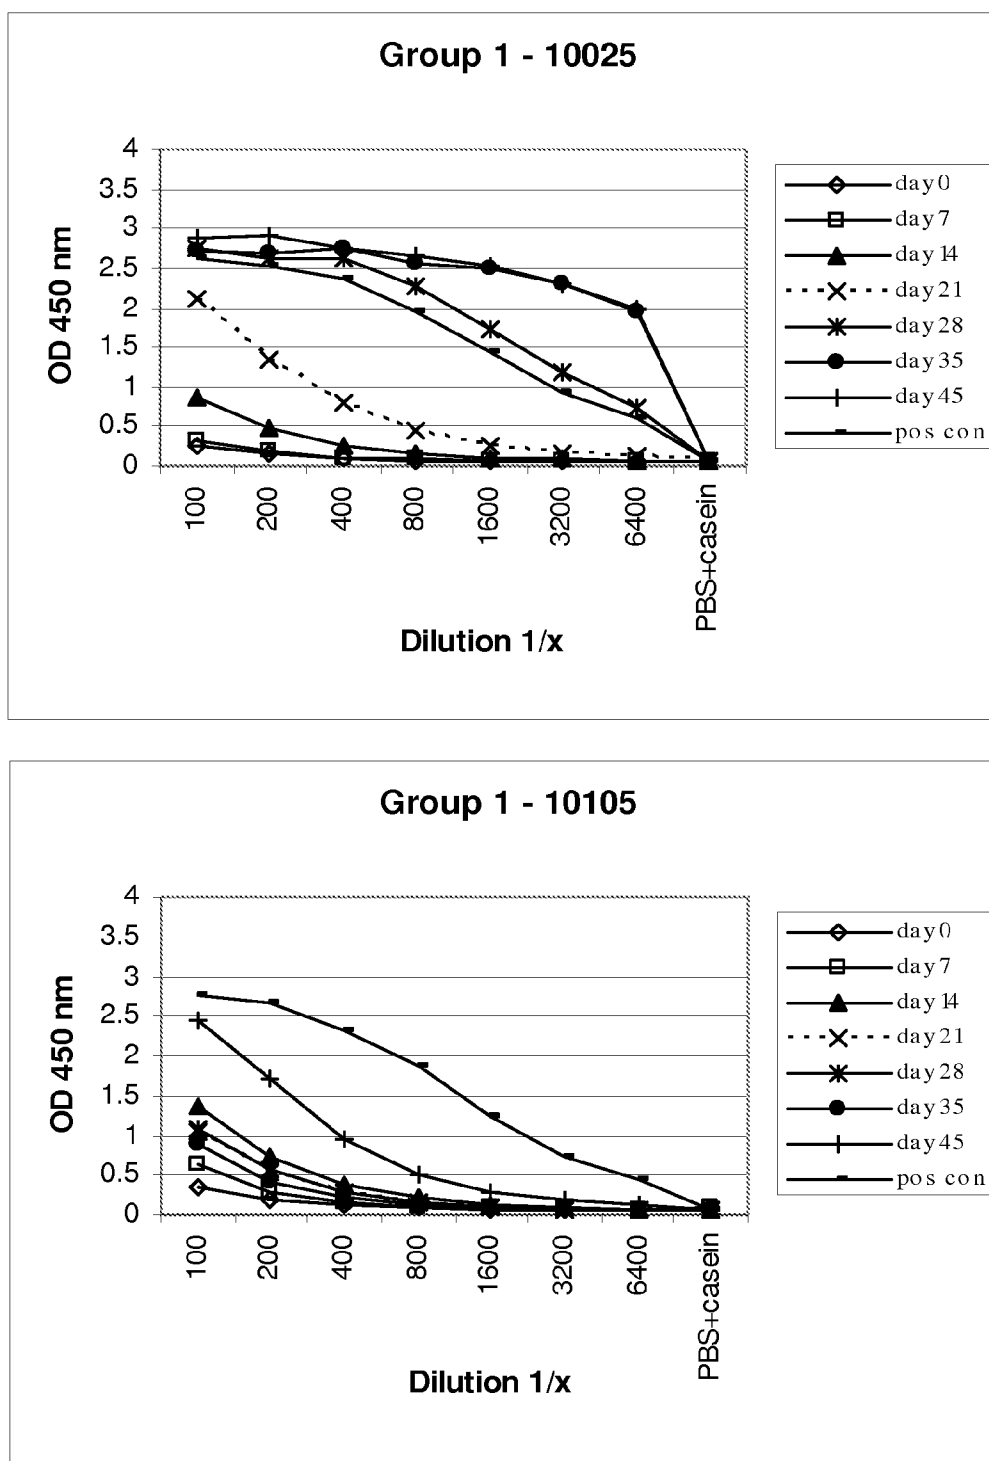 Group 1 - 10025
4
3.5
3
2.5
2
1.5
1
0.5
0
OD 450 nm
100
200
400
800
1600
3200
6400
PBS+casein
Dilution 1/x
day 0
day 7
day 14
day 21
day 28
day 35
day 45
pos con
Group 1 - 10105
4
3.5
3
2.5
2
1.5
1
0.5
0
OD 450 nm
100
200
400
800
1600
3200
6400
PBS+casein
Dilution 1/x
day 0
day 7
day 14
day 21
day 28
day 35
day 45
pos con